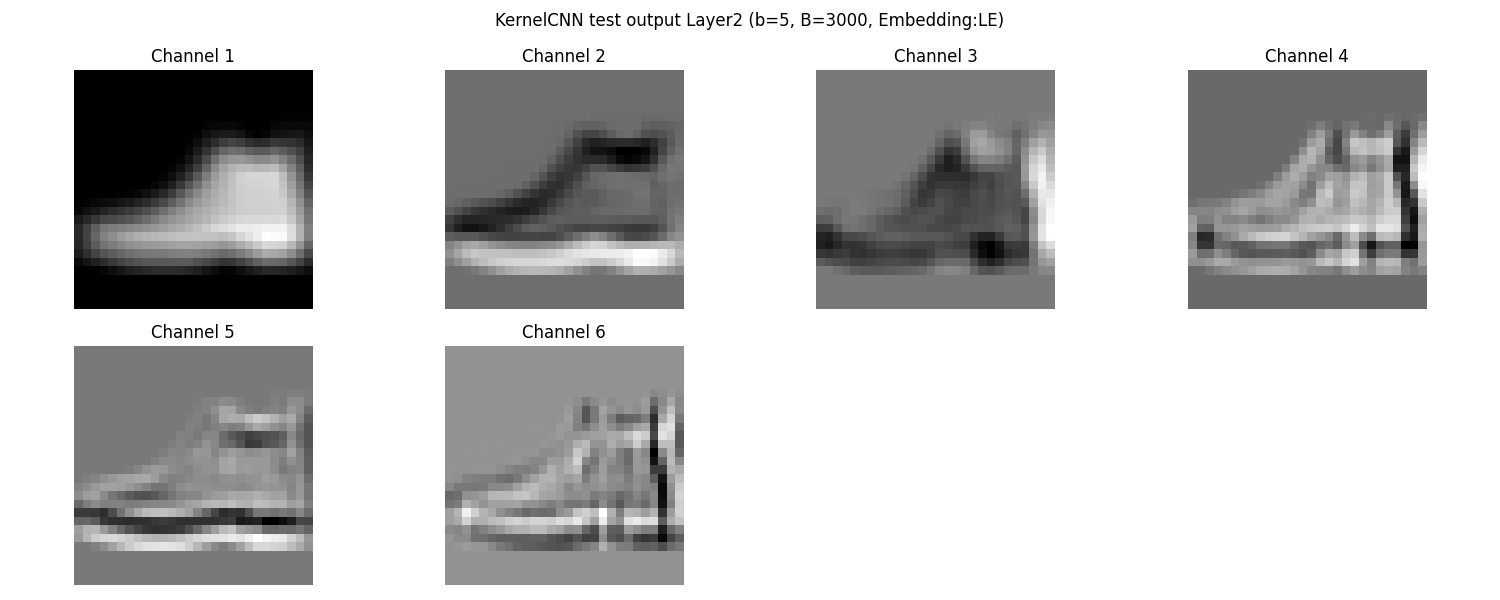 KernelCNN test output Layer2 (b=5, B=3000, Embedding:LE)
Channel 1
Channel 2
Channel 3
Channel 4
Channel 5
Channel 6